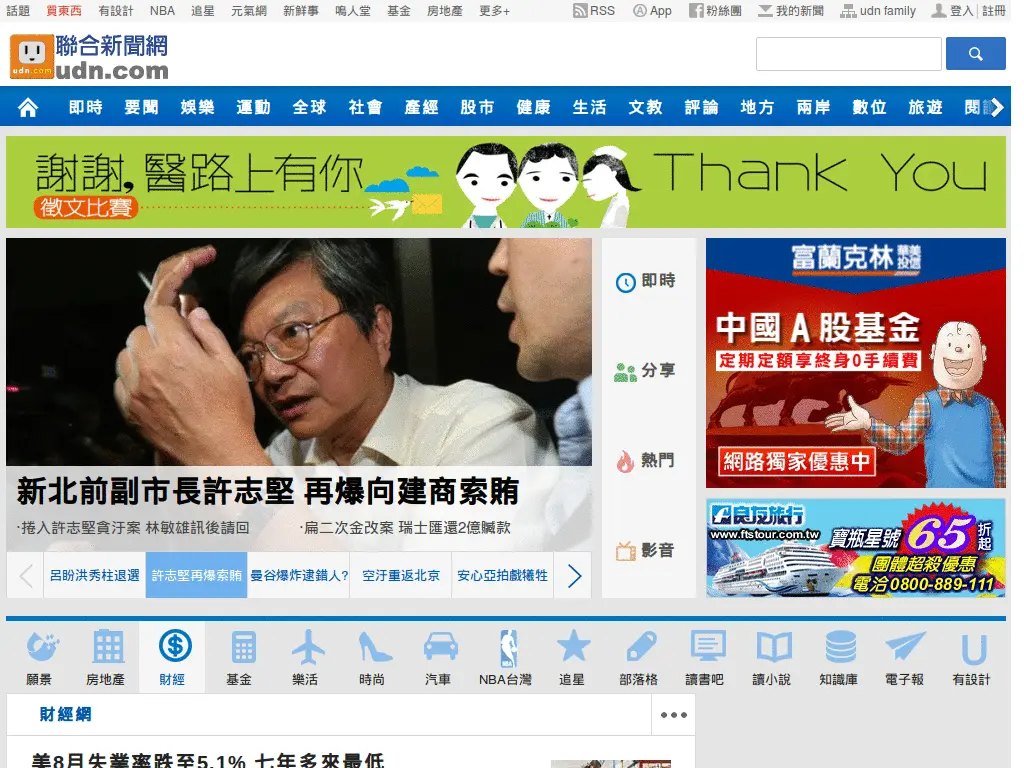 話題 買東西 有設計 NBA 追星 元氣網 新鮮事 鳴人堂 基金 房地產 更多+ RSS App 粉絲團 我的新聞 udn family 登入 註冊
聯合新聞網
udn.com
udn.com
即時 要聞 娛樂 運動 全球 社會 產經 股市 健康 生活 文教 評論 地方 兩岸 數位 旅遊 閱
謝謝,醫路上有你 Thank You
徵文比賽
即時
分享
熱門
影音
富蘭克林 華美投信
中國A股基金
定期定額享終身0手續費
網路獨家優惠中
新北前副市長許志堅 再爆向建商索賄
·捲入許志堅貪汙案 林敏雄訊後請回 ·扁二次金改案 瑞士匯還2億贓款
呂盼洪秀柱退選 許志堅再爆索賄 曼谷爆炸逮錯人? 空汙重返北京 安心亞拍戲犧牲
良友旅行
www.ftstour.com.tw
寶瓶星號 65折起
團體超殺優惠
電洽0800-889-111
願景 房地產 財經 基金 樂活 時尚 汽車 NBA台灣 追星 部落格 讀書吧 讀小說 知識庫 電子報 有設計
財經網
美8月失業率跌至5.1% 七年多來最低